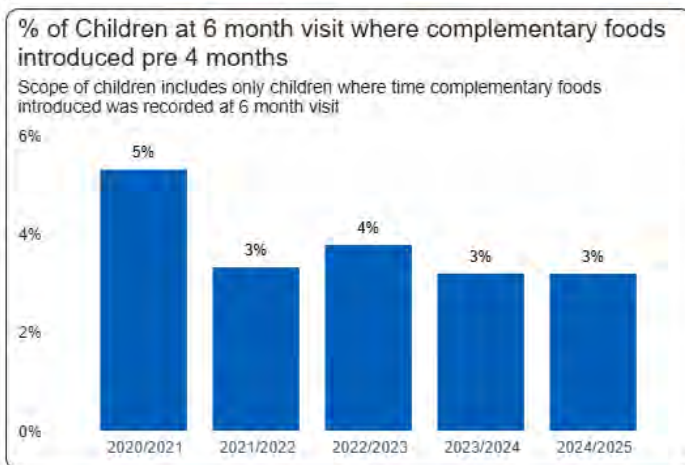 % of Children at 6 month visit where complementary foods
introduced pre 4 months
Scope of children includes only children where time complementary foods
introduced was recorded at 6 month visit
6%
5%
4%
4%
3%
3%
3%
2%
0%
2020/2021 2021/2022 2022/2023 2023/2024 2024/2025